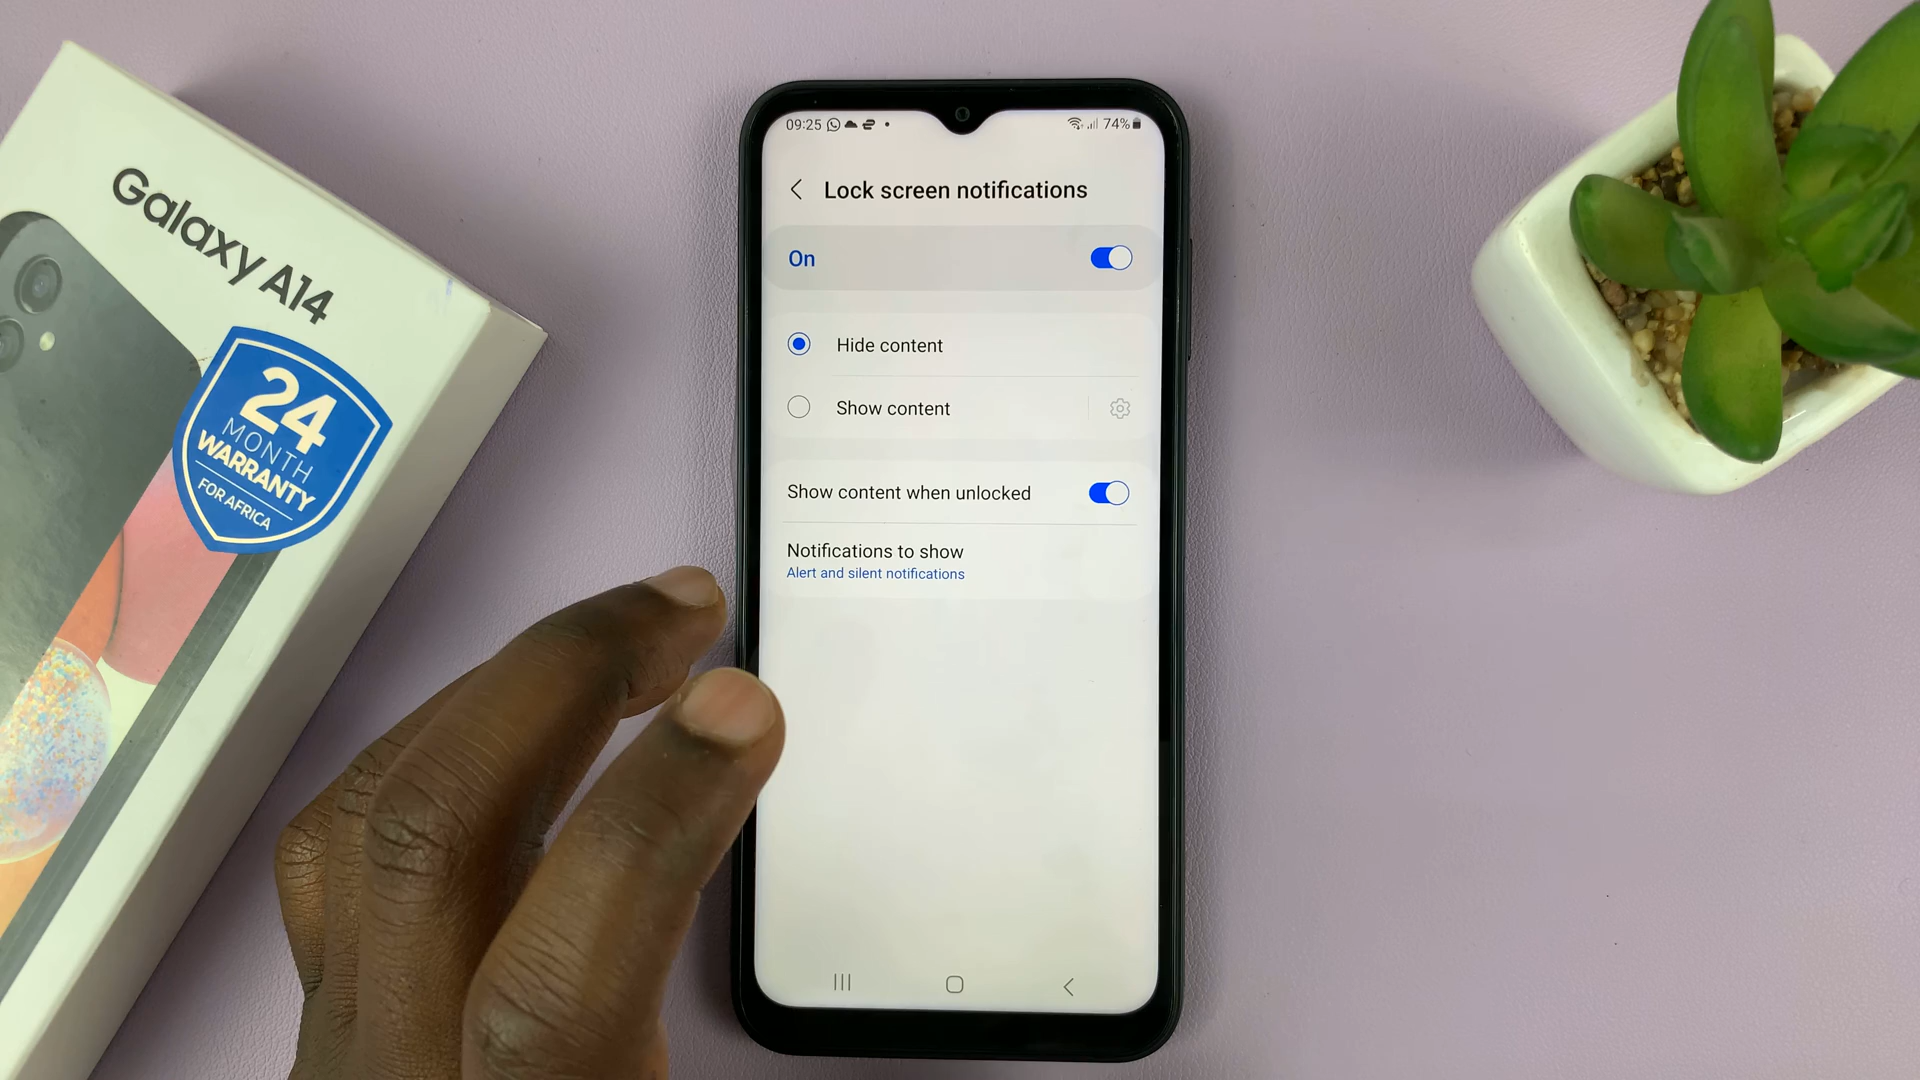 Galaxy A14
24
MONTH
WARRANTY
FOR AFRICA
09:25
74%
Lock screen notifications
On
Hide content
Show content
Show content when unlocked
Notifications to show
Alert and silent notifications